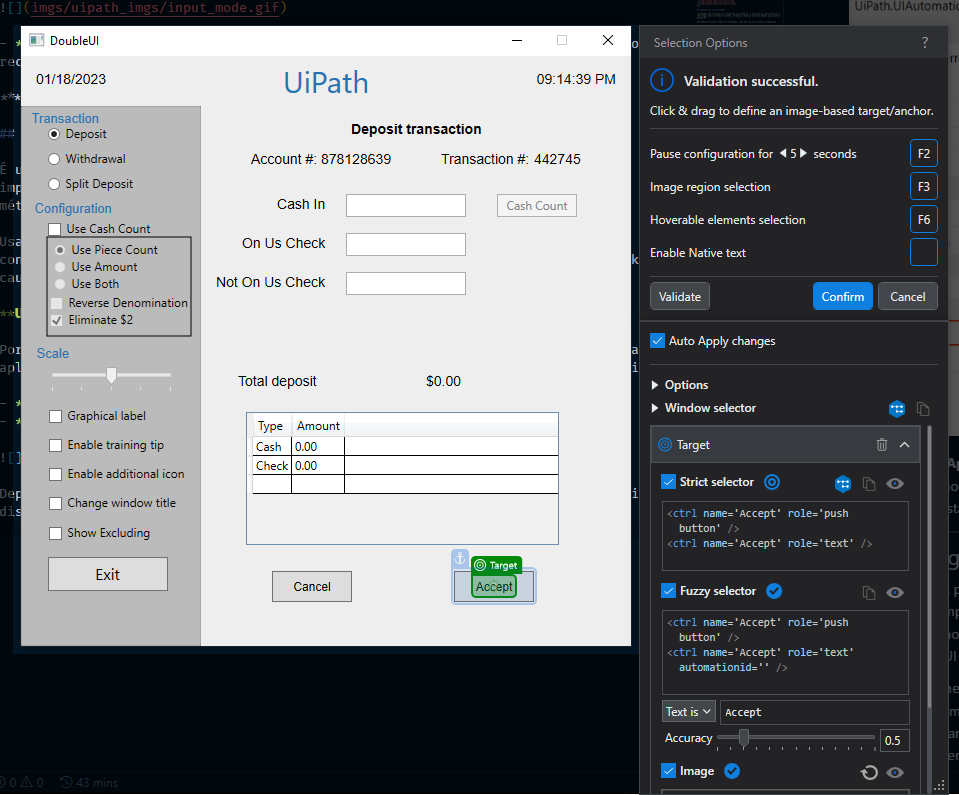 ![](imgs/uipath_imgs/input_mode.gif)
UiPath.UIAutomatio
DoubleUI
01/18/2023
UiPath
09:14:39 PM
Transaction
Deposit
Withdrawal
Split Deposit
Configuration
Use Cash Count
Use Piece Count
Use Amount
Use Both
Reverse Denomination
Eliminate $2
Scale
Graphical label
Enable training tip
Enable additional icon
Change window title
Show Excluding
Exit
Deposit transaction
Account #: 878128639
Transaction #: 442745
Cash In
Cash Count
On Us Check
Not On Us Check
Total deposit
$0.00
Type Amount
Cash 0.00
Check 0.00
Cancel
Target
Accept
Selection Options
?
Validation successful.
Click & drag to define an image-based target/anchor.
Pause configuration for 5 seconds
F2
Image region selection
F3
Hoverable elements selection
F6
Enable Native text
Validate
Confirm
Cancel
Auto Apply changes
Options
Window selector
Target
Strict selector
<ctrl name='Accept' role='push
button' />
<ctrl name='Accept' role='text' />
Fuzzy selector
<ctrl name='Accept' role='push
button' />
<ctrl name='Accept' role='text'
automationid='' />
Text is
Accept
Accuracy
0.5
Image
0 0 43 mins